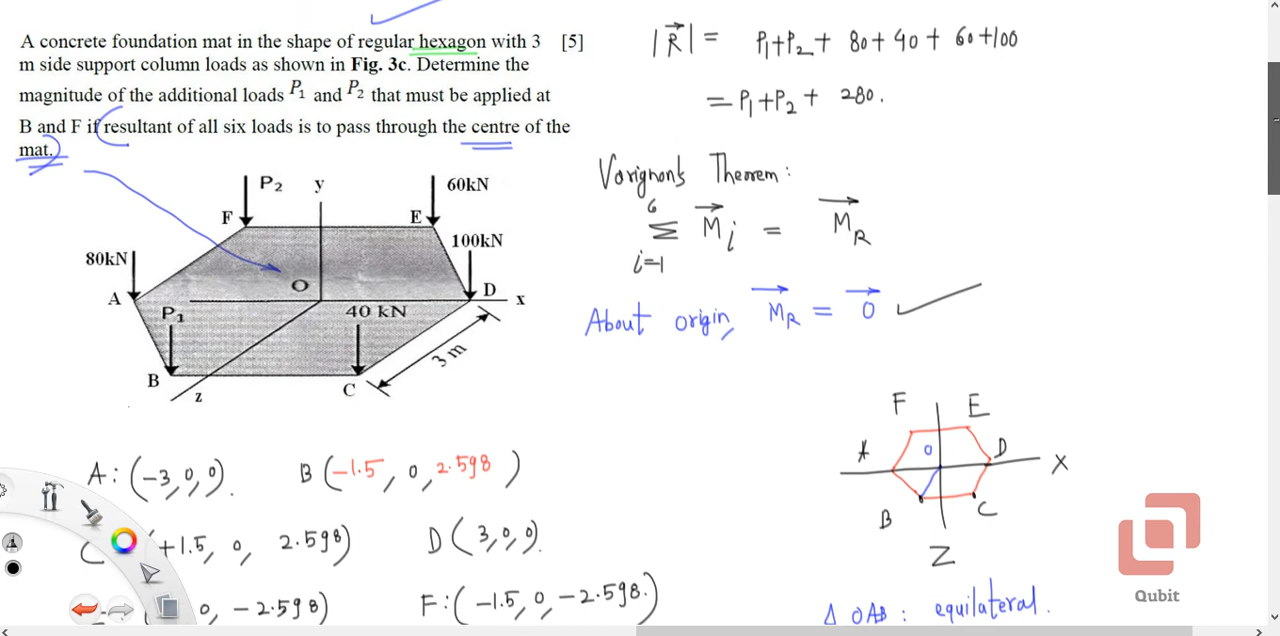 A concrete foundation mat in the shape of regular hexagon with 3 [5]
m side support column loads as shown in Fig. 3c. Determine the
magnitude of the additional loads P1 and P2 that must be applied at
B and F if resultant of all six loads is to pass through the centre of the
mat.
P2 y 60kN
F E
100kN
80kN
O
A D x
P1 40 kN
3 m
B C
z
|R⃗| = P1+P2+ 80+40+ 60+100
= P1+P2+ 280.
Varignon's Theorem:
6
Σ M⃗i = M⃗R
i=1
About origin, M⃗R = 0⃗
F E
A O D X
B C
Z
A: (-3,0,0). B (-1.5, 0, 2.598)
C +1.5, 0, 2.598) D (3,0,0).
0, -2.598) F: (-1.5, 0, -2.598.)
Δ OAB: equilateral.
Qubit